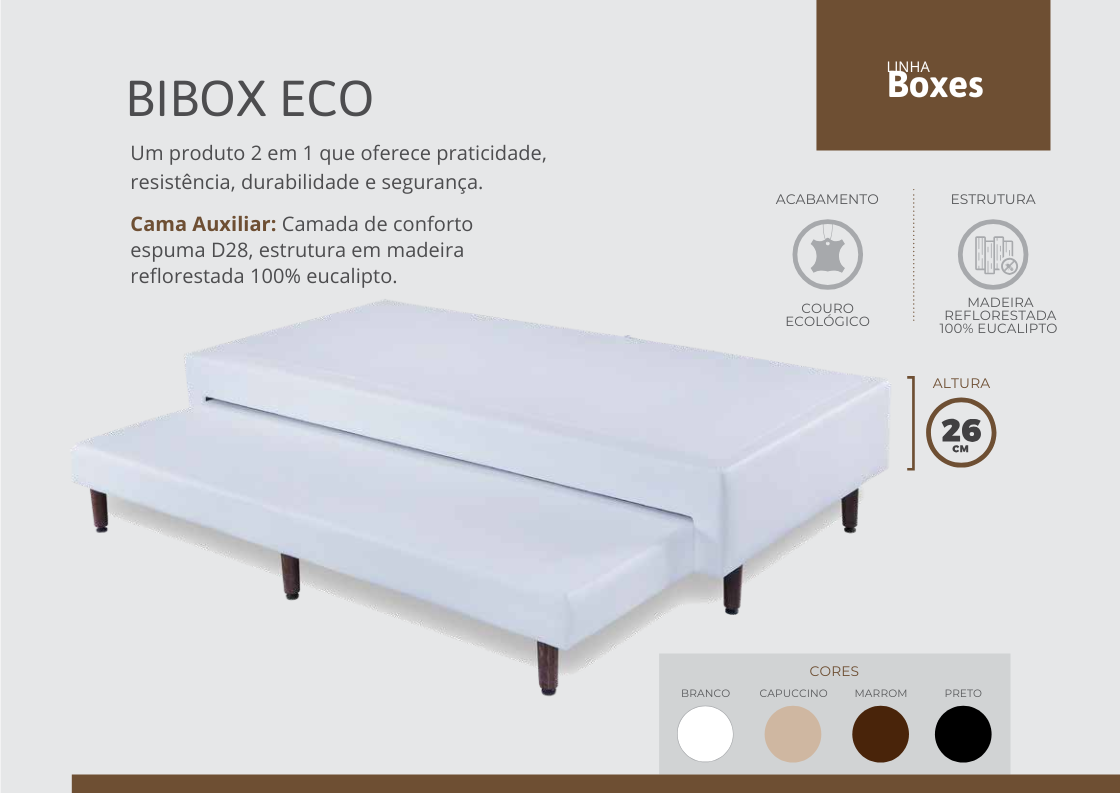 LINHA
Boxes
BIBOX ECO
Um produto 2 em 1 que oferece praticidade,
resistência, durabilidade e segurança.
Cama Auxiliar: Camada de conforto
espuma D28, estrutura em madeira
reflorestada 100% eucalipto.
ACABAMENTO
COURO
ECOLÓGICO
ESTRUTURA
MADEIRA
REFLORESTADA
100% EUCALIPTO
ALTURA
26
CM
CORES
BRANCO
CAPUCCINO
MARROM
PRETO